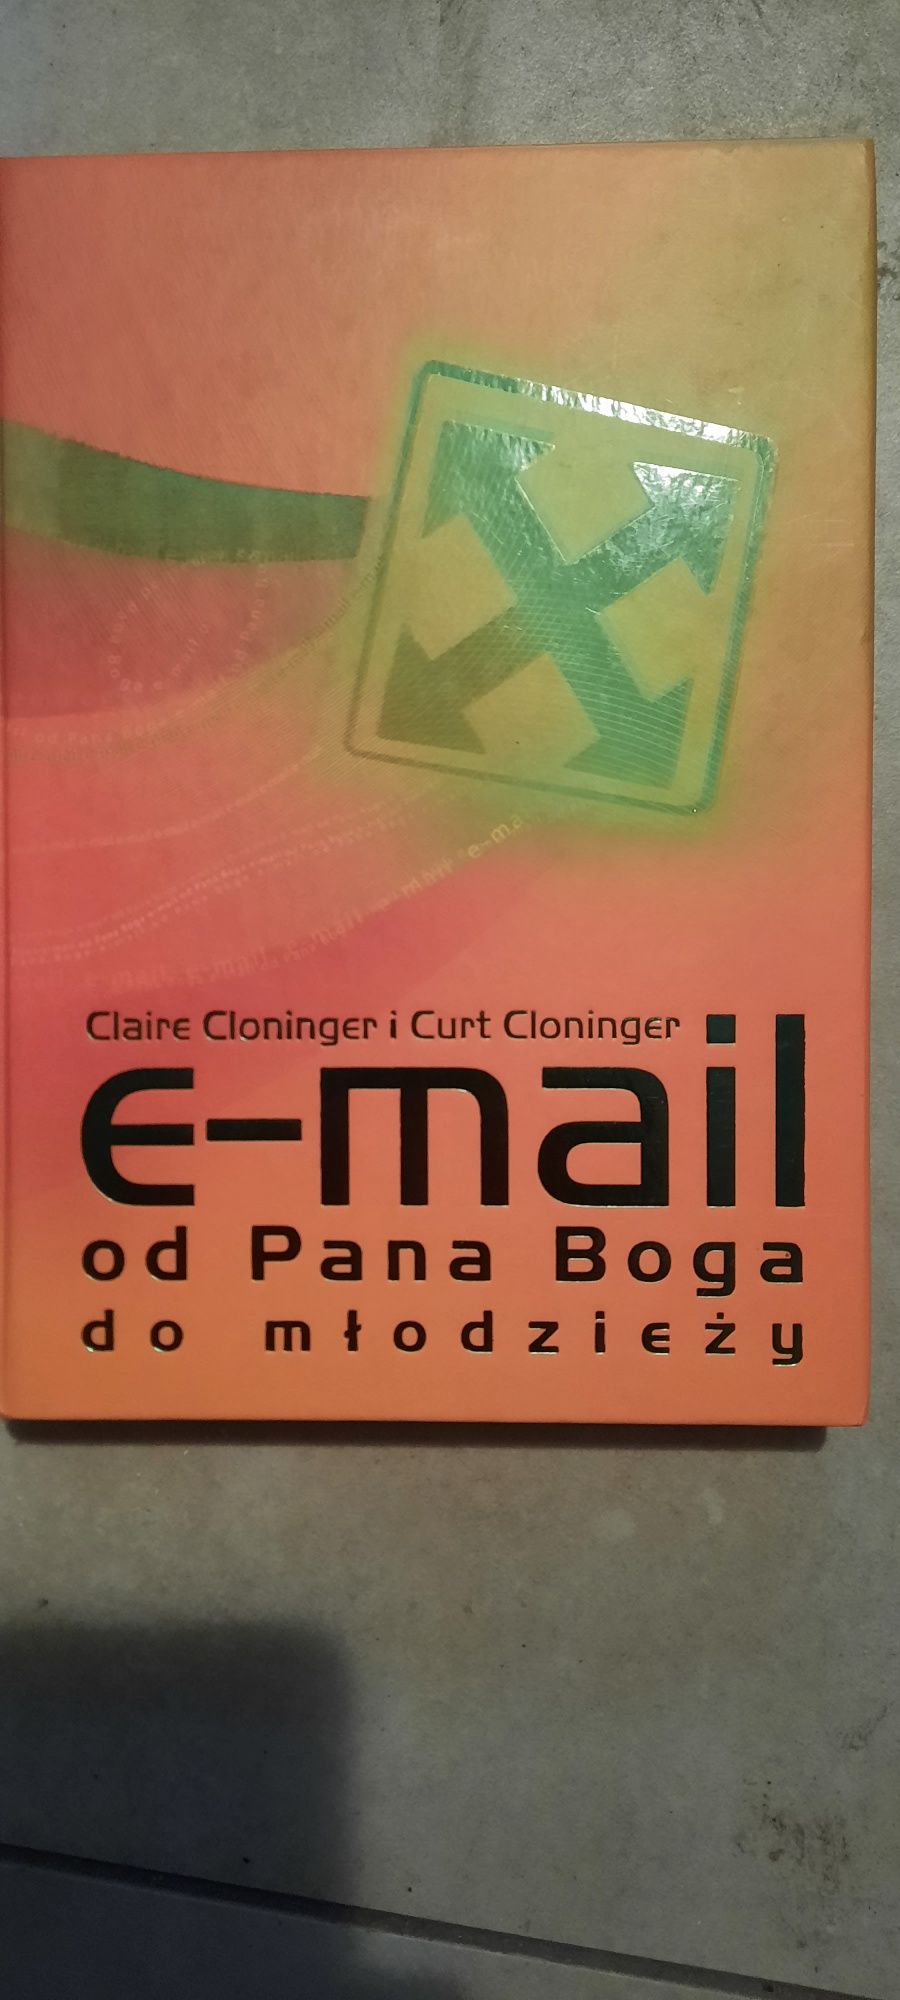 Claire Cloninger i Curt Cloninger
e-mail
od Pana Boga
do młodzieży